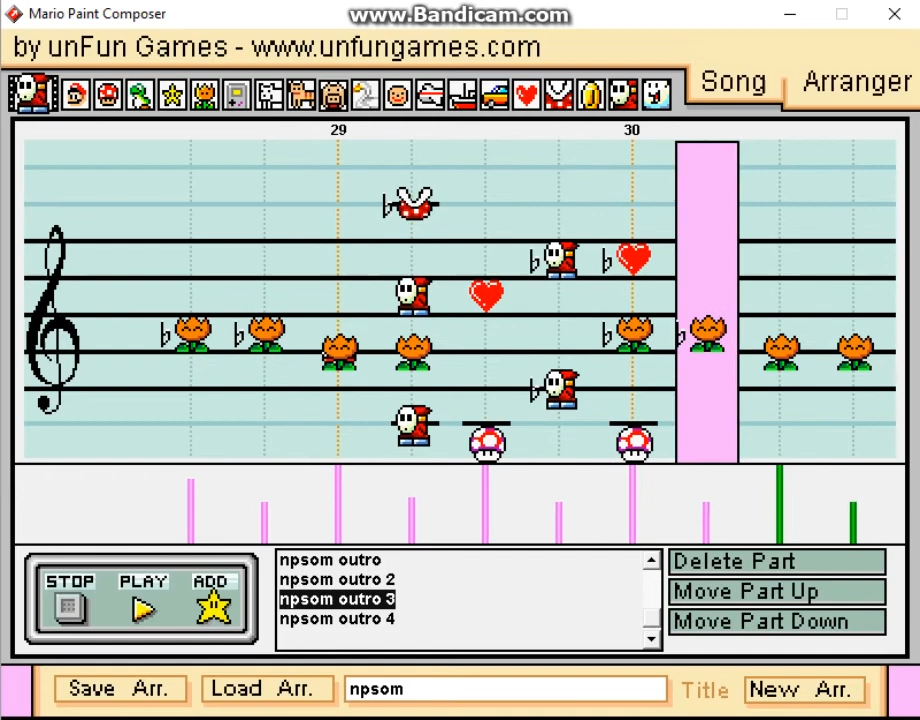 Mario Paint Composer
www.Bandicam.com
by unFun Games - www.unfungames.com
Song
Arranger
29
30
STOP PLAY ADD
npsom outro
npsom outro 2
npsom outro 3
npsom outro 4
Delete Part
Move Part Up
Move Part Down
Save Arr.
Load Arr.
npsom
Title
New Arr.